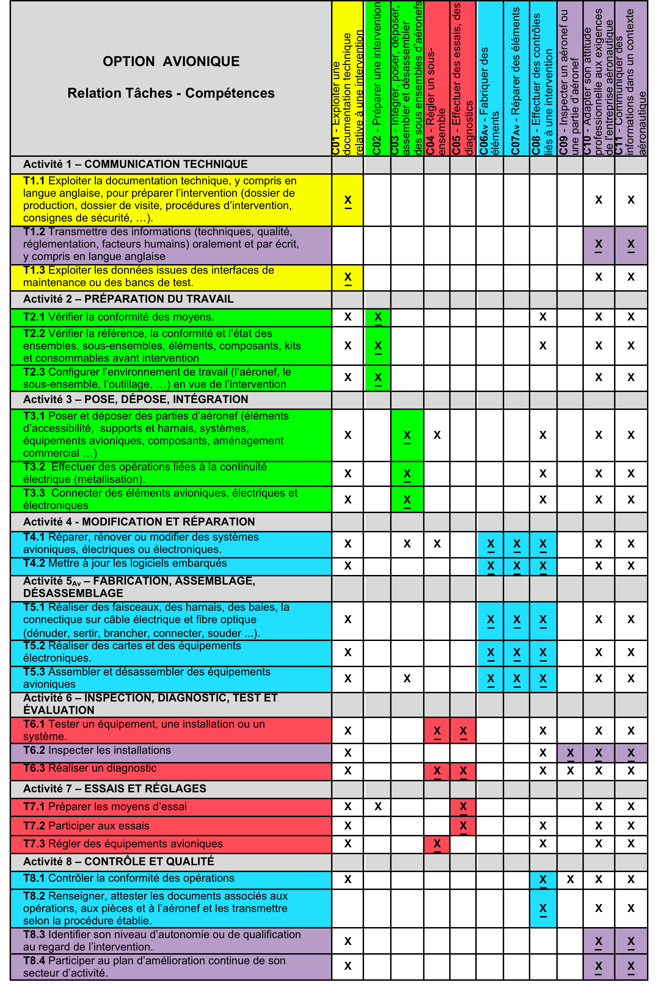 OPTION  AVIONIQUE
Relation Tâches - Compétences
C01 - Exploiter une
documentation technique
relative à une intervention
C02 - Préparer une intervention
C03 - Intégrer, poser, déposer,
assembler et désassembler
des sous ensembles d'aéronefs
C04 - Régler un sous-
ensemble
C05 - Effectuer des essais, des
diagnostics
C06Av - Fabriquer des
éléments
C07Av - Réparer des éléments
C08 - Effectuer des contrôles
liés à une intervention
C09 - Inspecter un aéronef ou
une partie d'aéronef
C10 - Adapter son attitude
professionnelle aux exigences
de l'entreprise aéronautique
C11 - Communiquer des
informations dans un contexte
aéronautique
Activité 1 – COMMUNICATION TECHNIQUE
T1.1 Exploiter la documentation technique, y compris en
langue anglaise, pour préparer l'intervention (dossier de
production, dossier de visite, procédures d'intervention,
consignes de sécurité, …).
X X X
T1.2 Transmettre des informations (techniques, qualité,
réglementation, facteurs humains) oralement et par écrit,
y compris en langue anglaise
X X
T1.3 Exploiter les données issues des interfaces de
maintenance ou des bancs de test.
X X X
Activité 2 – PRÉPARATION DU TRAVAIL
T2.1 Vérifier la conformité des moyens.
X X X X X
T2.2 Vérifier la référence, la conformité et l'état des
ensembles, sous-ensembles, éléments, composants, kits
et consommables avant intervention
X X X X X
T2.3 Configurer l'environnement de travail (l'aéronef, le
sous-ensemble, l'outillage, …) en vue de l'intervention
X X X X
Activité 3 – POSE, DÉPOSE, INTÉGRATION
T3.1 Poser et déposer des parties d'aéronef (éléments
d'accessibilité,  supports et harnais, systèmes,
équipements avioniques, composants, aménagement
commercial …)
X X X X X X
T3.2  Effectuer des opérations liées à la continuité
électrique (métallisation).
X X X X X
T3.3  Connecter des éléments avioniques, électriques et
électroniques
X X X X X
Activité 4 - MODIFICATION ET RÉPARATION
T4.1 Réparer, rénover ou modifier des systèmes
avioniques, électriques ou électroniques.
X X X X X X X X
T4.2 Mettre à jour les logiciels embarqués
X X X X X X
Activité 5Av – FABRICATION, ASSEMBLAGE,
DÉSASSEMBLAGE
T5.1 Réaliser des faisceaux, des harnais, des baies, la
connectique sur câble électrique et fibre optique
(dénuder, sertir, brancher, connecter, souder ...).
X X X X X X
T5.2 Réaliser des cartes et des équipements
électroniques.
X X X X X X
T5.3 Assembler et désassembler des équipements
avioniques
X X X X X X X
Activité 6 – INSPECTION, DIAGNOSTIC, TEST ET
ÉVALUATION
T6.1 Tester un équipement, une installation ou un
système.
X X X X X X
T6.2 Inspecter les installations
X X X X X
T6.3 Réaliser un diagnostic
X X X X X X X
Activité 7 – ESSAIS ET RÉGLAGES
T7.1 Préparer les moyens d'essai
X X X X X
T7.2 Participer aux essais
X X X X X
T7.3 Régler des équipements avioniques
X X X X X
Activité 8 – CONTRÔLE ET QUALITÉ
T8.1 Contrôler la conformité des opérations
X X X X X
T8.2 Renseigner, attester les documents associés aux
opérations, aux pièces et à l'aéronef et les transmettre
selon la procédure établie.
X X X
T8.3 Identifier son niveau d'autonomie ou de qualification
au regard de l'intervention.
X X X
T8.4 Participer au plan d'amélioration continue de son
secteur d'activité.
X X X